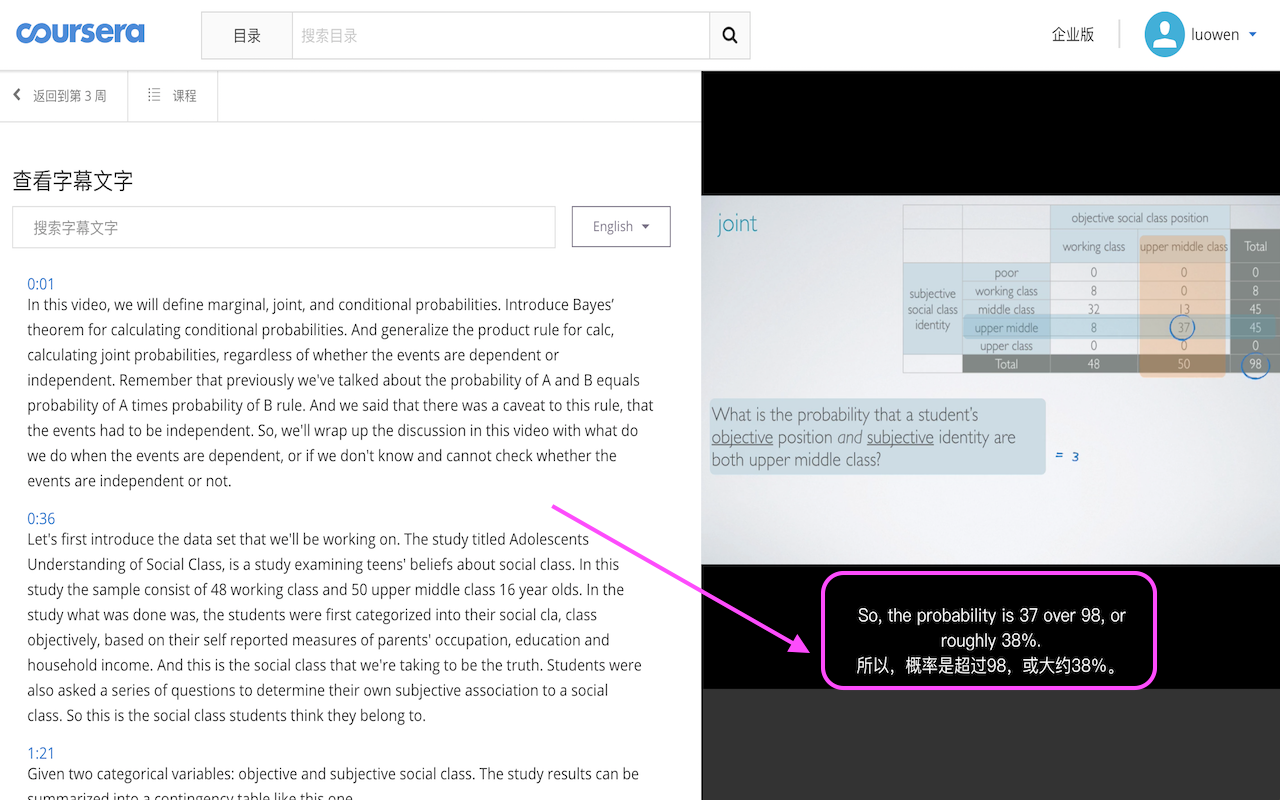 coursera
目录
搜索目录
企业版
luowen
返回到第 3 周
课程
查看字幕文字
搜索字幕文字
English
0:01
In this video, we will define marginal, joint, and conditional probabilities. Introduce Bayes’
theorem for calculating conditional probabilities. And generalize the product rule for calc,
calculating joint probabilities, regardless of whether the events are dependent or
independent. Remember that previously we've talked about the probability of A and B equals
probability of A times probability of B rule. And we said that there was a caveat to this rule, that
the events had to be independent. So, we'll wrap up the discussion in this video with what do
we do when the events are dependent, or if we don't know and cannot check whether the
events are independent or not.
0:36
Let's first introduce the data set that we'll be working on. The study titled Adolescents
Understanding of Social Class, is a study examining teens' beliefs about social class. In this
study the sample consist of 48 working class and 50 upper middle class 16 year olds. In the
study what was done was, the students were first categorized into their social cla, class
objectively, based on their self reported measures of parents' occupation, education and
household income. And this is the social class that we're taking to be the truth. Students were
also asked a series of questions to determine their own subjective association to a social
class. So this is the social class students think they belong to.
1:21
Given two categorical variables: objective and subjective social class. The study results can be
summarized into a contingency table like this one.
joint
objective social class position
working class upper middle class Total
subjective
social class
identity
poor 0 0 0
working class 8 0 8
middle class 32 13 45
upper middle 8 37 45
upper class 0 0 0
Total 48 50 98
What is the probability that a student's
objective position and subjective identity are
both upper middle class?
= 3
So, the probability is 37 over 98, or
roughly 38%.
所以，概率是超过98，或大约38%。